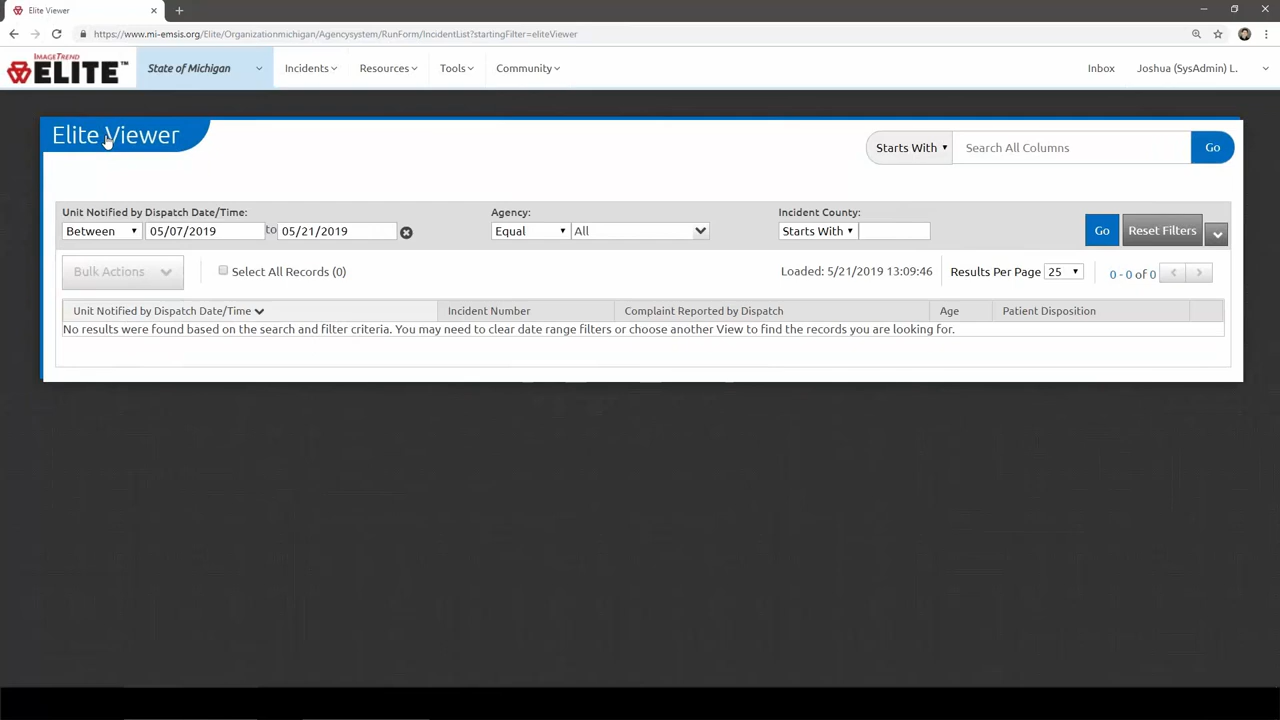 Elite Viewer
https://www.mi-emsis.org/Elite/Organizationmichigan/Agencysystem/RunForm/IncidentList?startingFilter=eliteViewer
IMAGETREND
ELITE™ State of Michigan Incidents Resources Tools Community Inbox Joshua (SysAdmin) L.
Elite Viewer
Starts With Search All Columns Go
Unit Notified by Dispatch Date/Time: Agency: Incident County:
Between 05/07/2019 to 05/21/2019 Equal All Starts With Go Reset Filters
Bulk Actions Select All Records (0) Loaded: 5/21/2019 13:09:46 Results Per Page 25 0 - 0 of 0
Unit Notified by Dispatch Date/Time Incident Number Complaint Reported by Dispatch Age Patient Disposition
No results were found based on the search and filter criteria. You may need to clear date range filters or choose another View to find the records you are looking for.